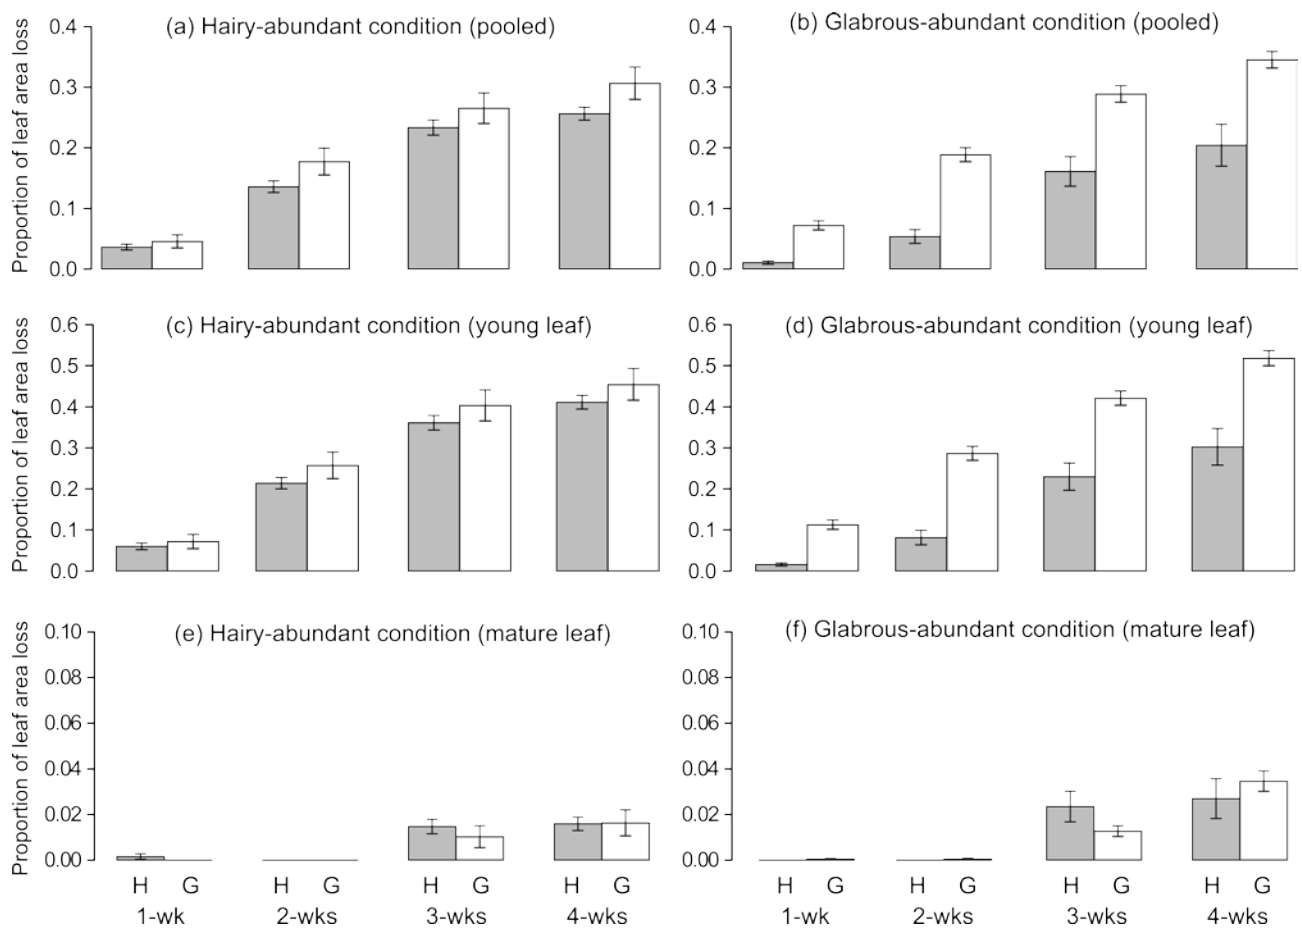 (a) Hairy-abundant condition (pooled)
Proportion of leaf area loss
0.4
0.3
0.2
0.1
0.0
(b) Glabrous-abundant condition (pooled)
0.4
0.3
0.2
0.1
0.0
(c) Hairy-abundant condition (young leaf)
Proportion of leaf area loss
0.6
0.5
0.4
0.3
0.2
0.1
0.0
(d) Glabrous-abundant condition (young leaf)
0.6
0.5
0.4
0.3
0.2
0.1
0.0
(e) Hairy-abundant condition (mature leaf)
Proportion of leaf area loss
0.10
0.08
0.06
0.04
0.02
0.00
H G H G H G H G
1-wk 2-wks 3-wks 4-wks
(f) Glabrous-abundant condition (mature leaf)
0.10
0.08
0.06
0.04
0.02
0.00
H G H G H G H G
1-wk 2-wks 3-wks 4-wks